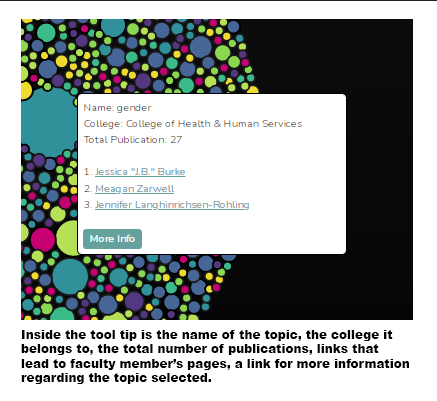 Name: gender
College: College of Health & Human Services
Total Publication: 27
1. Jessica "J.B." Burke
2. Meagan Zarwell
3. Jennifer Langhinrichsen-Rohling
More Info
Inside the tool tip is the name of the topic, the college it
belongs to, the total number of publications, links that
lead to faculty member's pages, a link for more information
regarding the topic selected.